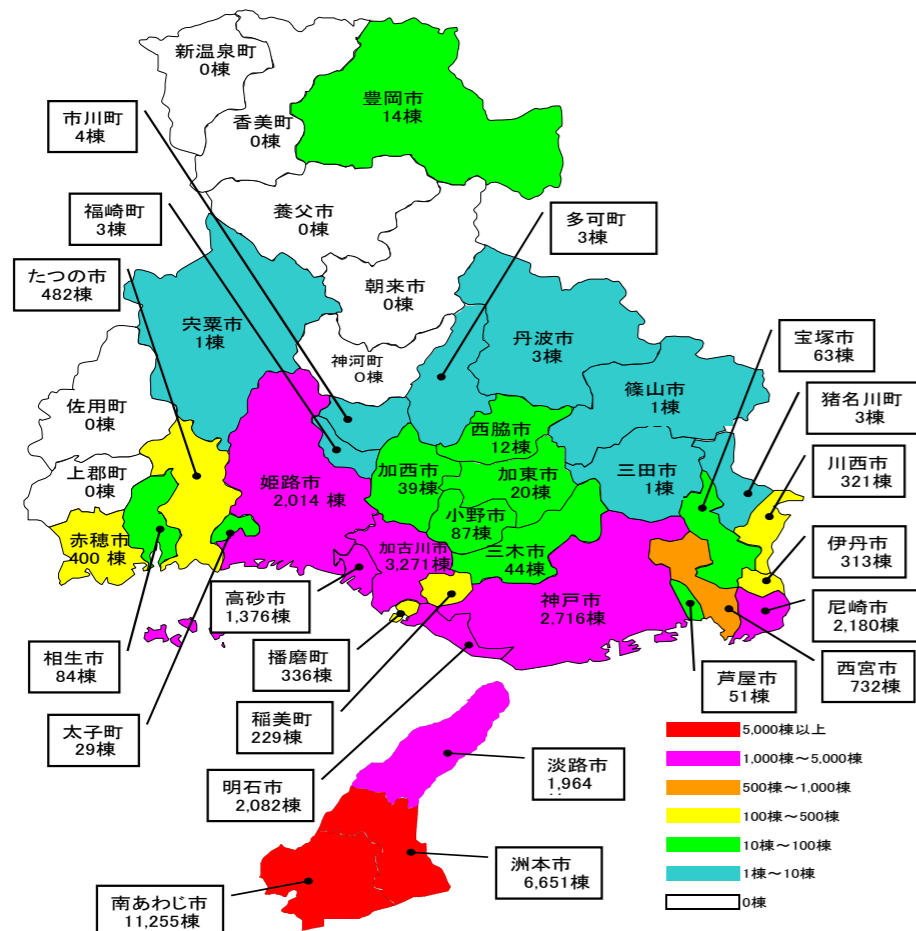 新温泉町
0棟
豊岡市
14棟
香美町
0棟
市川町
4棟
養父市
0棟
福崎町
3棟
多可町
3棟
たつの市
482棟
朝来市
0棟
宍粟市
1棟
丹波市
3棟
宝塚市
63棟
神河町
0棟
佐用町
0棟
篠山市
1棟
猪名川町
3棟
西脇市
12棟
上郡町
0棟
姫路市
2,014 棟
加西市
39棟
加東市
20棟
三田市
1棟
川西市
321棟
赤穂市
400 棟
小野市
87棟
加古川市
3,271棟
三木市
44棟
伊丹市
313棟
高砂市
1,376棟
神戸市
2,716棟
尼崎市
2,180棟
相生市
84棟
播磨町
336棟
芦屋市
51棟
西宮市
732棟
太子町
29棟
稲美町
229棟
明石市
2,082棟
淡路市
1,964
洲本市
6,651棟
南あわじ市
11,255棟
5,000棟以上
1,000棟～5,000棟
500棟～1,000棟
100棟～500棟
10棟～100棟
1棟～10棟
0棟